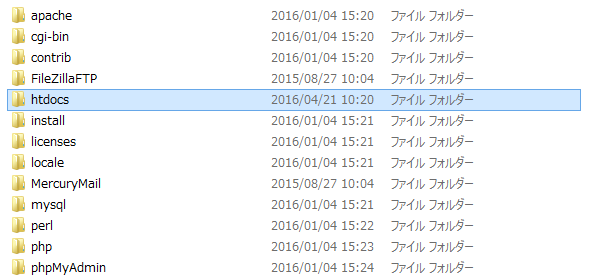 apache 2016/01/04 15:20 ファイル フォルダー
cgi-bin 2016/01/04 15:20 ファイル フォルダー
contrib 2016/01/04 15:20 ファイル フォルダー
FileZillaFTP 2015/08/27 10:04 ファイル フォルダー
htdocs 2016/04/21 10:20 ファイル フォルダー
install 2016/01/04 15:21 ファイル フォルダー
licenses 2016/01/04 15:21 ファイル フォルダー
locale 2016/01/04 15:21 ファイル フォルダー
MercuryMail 2015/08/27 10:04 ファイル フォルダー
mysql 2016/01/04 15:21 ファイル フォルダー
perl 2016/01/04 15:22 ファイル フォルダー
php 2016/01/04 15:23 ファイル フォルダー
phpMyAdmin 2016/01/04 15:24 ファイル フォルダー